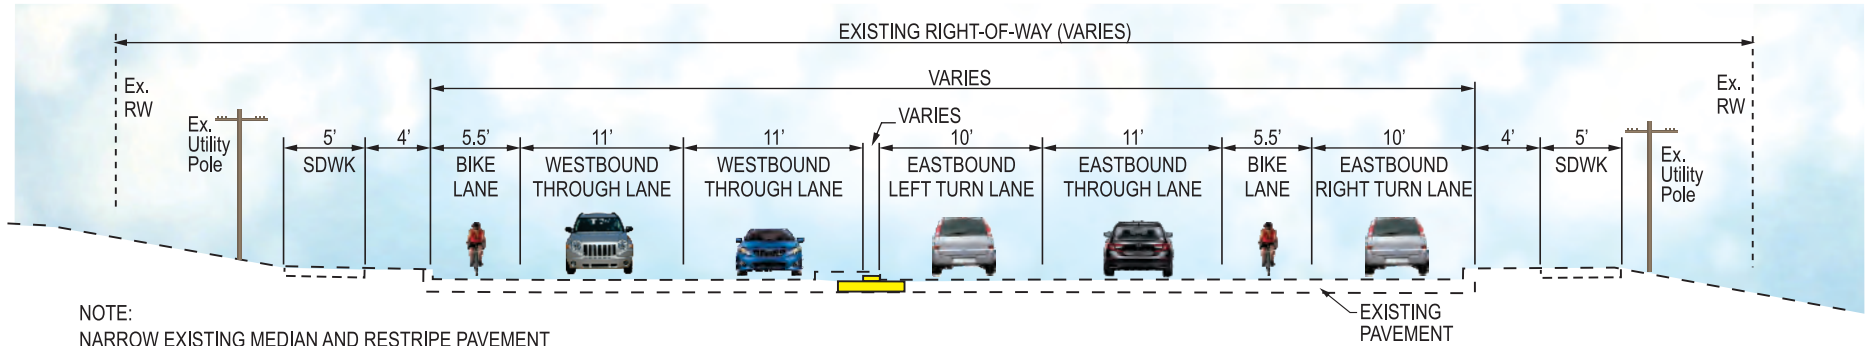 EXISTING RIGHT-OF-WAY (VARIES)
VARIES
Ex.
RW
Ex.
RW
VARIES
Ex.
Utility
Pole
5'
SDWK
4'
5.5'
BIKE
LANE
11'
WESTBOUND
THROUGH LANE
11'
WESTBOUND
THROUGH LANE
10'
EASTBOUND
LEFT TURN LANE
11'
EASTBOUND
THROUGH LANE
5.5'
BIKE
LANE
10'
EASTBOUND
RIGHT TURN LANE
4'
5'
SDWK
Ex.
Utility
Pole
NOTE:
NARROW EXISTING MEDIAN AND RESTRIPE PAVEMENT
EXISTING
PAVEMENT